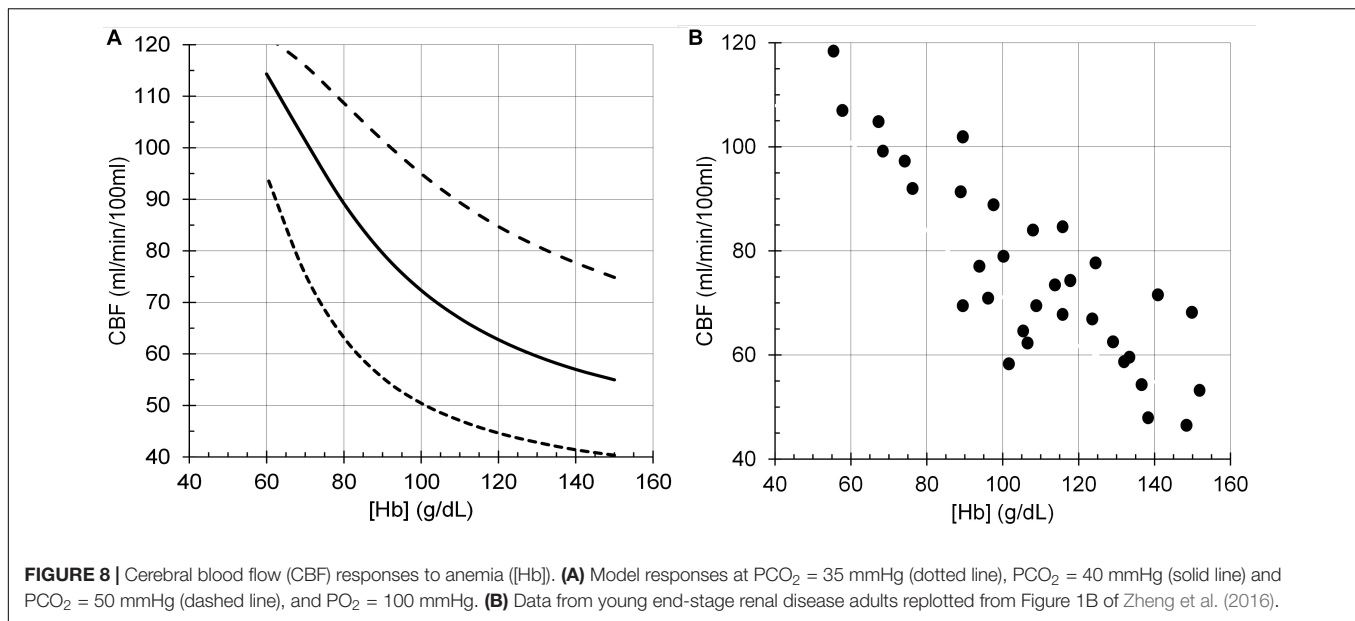 A
B
120
110
100
90
80
70
60
50
40
CBF (ml/min/100ml)
40 60 80 100 120 140 160
[Hb] (g/dL)
120
100
80
60
40
CBF (ml/min/100ml)
40 60 80 100 120 140 160
[Hb] (g/dL)
FIGURE 8 | Cerebral blood flow (CBF) responses to anemia ([Hb]). (A) Model responses at PCO₂ = 35 mmHg (dotted line), PCO₂ = 40 mmHg (solid line) and
PCO₂ = 50 mmHg (dashed line), and PO₂ = 100 mmHg. (B) Data from young end-stage renal disease adults replotted from Figure 1B of Zheng et al. (2016).